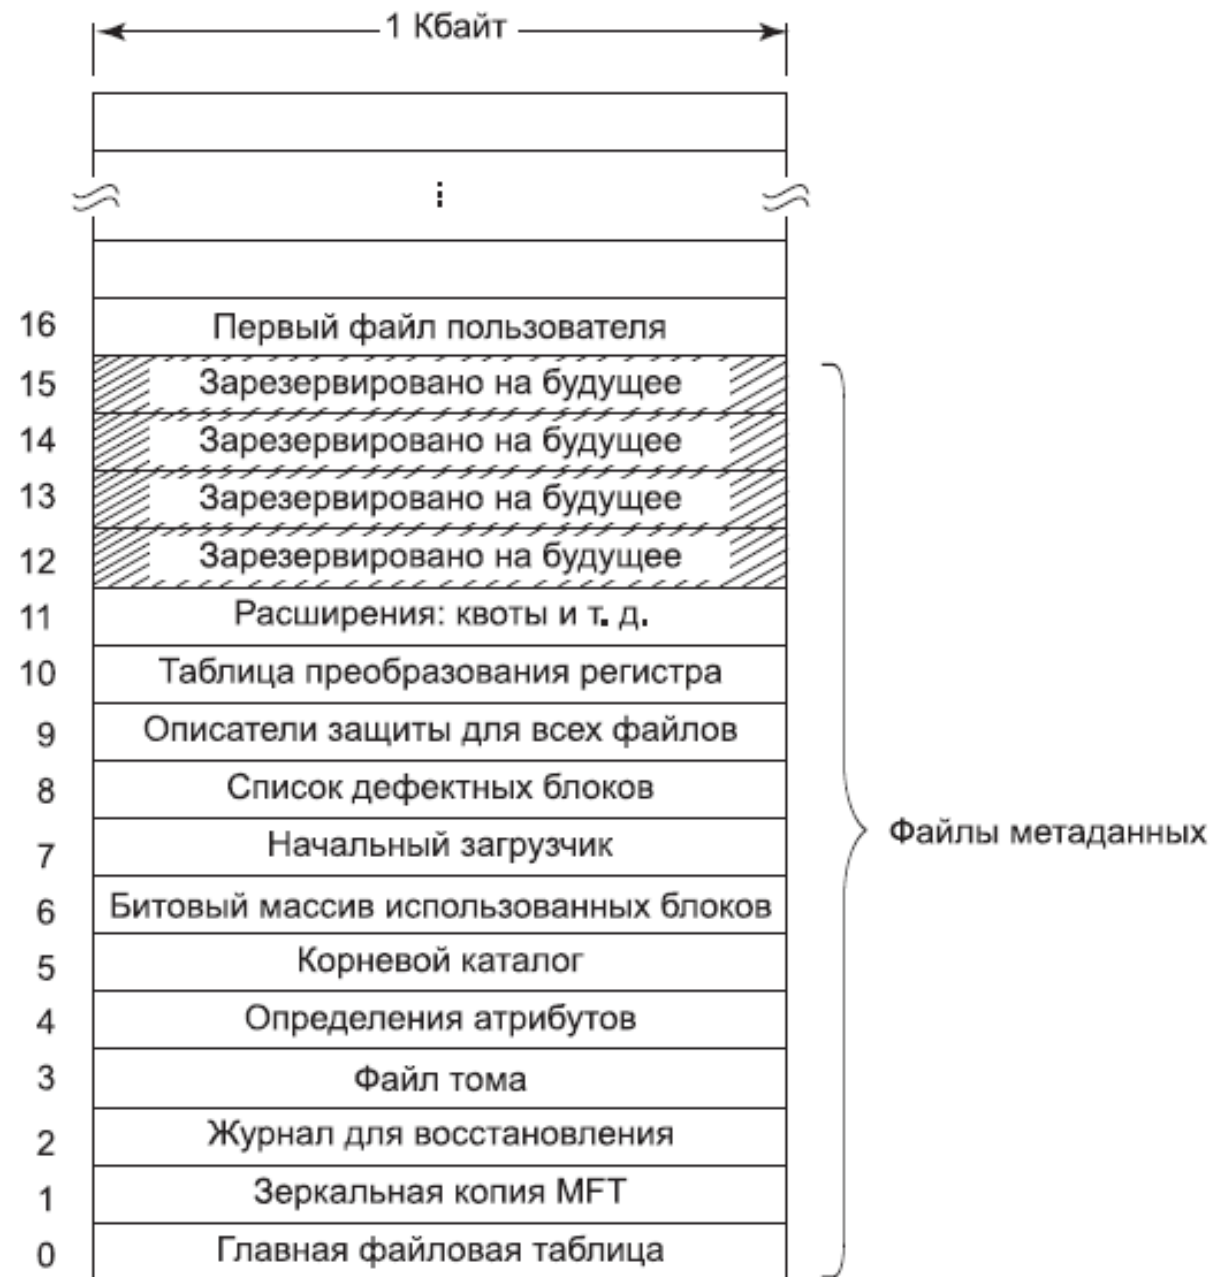 1 Кбайт
16 Первый файл пользователя
15 Зарезервировано на будущее
14 Зарезервировано на будущее
13 Зарезервировано на будущее
12 Зарезервировано на будущее
11 Расширения: квоты и т. д.
10 Таблица преобразования регистра
9 Описатели защиты для всех файлов
8 Список дефектных блоков
7 Начальный загрузчик
Файлы метаданных
6 Битовый массив использованных блоков
5 Корневой каталог
4 Определения атрибутов
3 Файл тома
2 Журнал для восстановления
1 Зеркальная копия MFT
0 Главная файловая таблица